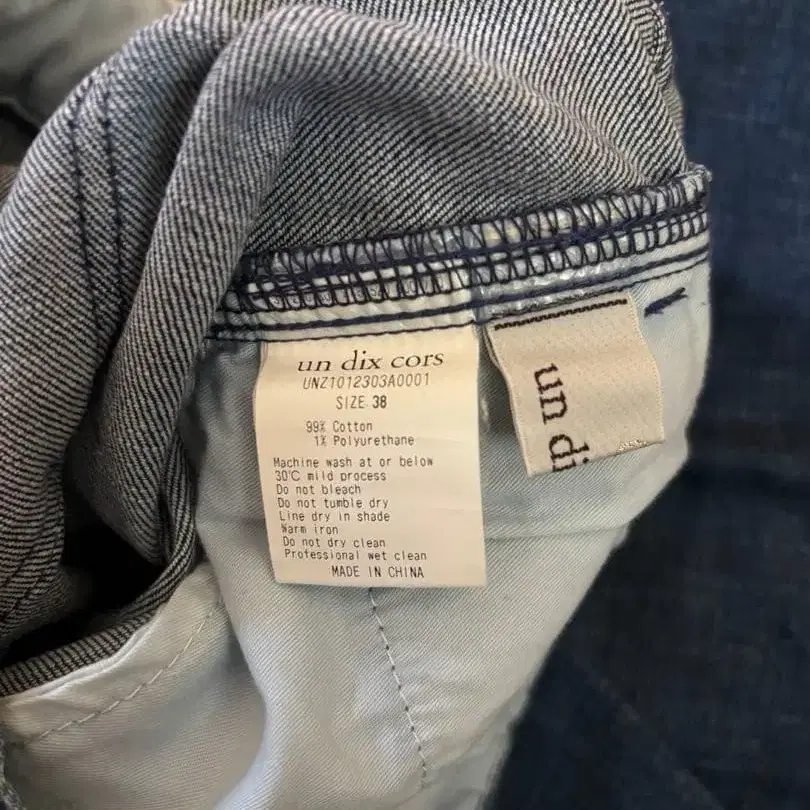 un dix cors
UNZ1012303A0001
SIZE 38
99% Cotton
1% Polyurethane
Machine wash at or below
30℃ mild process
Do not bleach
Do not tumble dry
Line dry in shade
Warm iron
Do not dry clean
Professional wet clean
MADE IN CHINA
un di